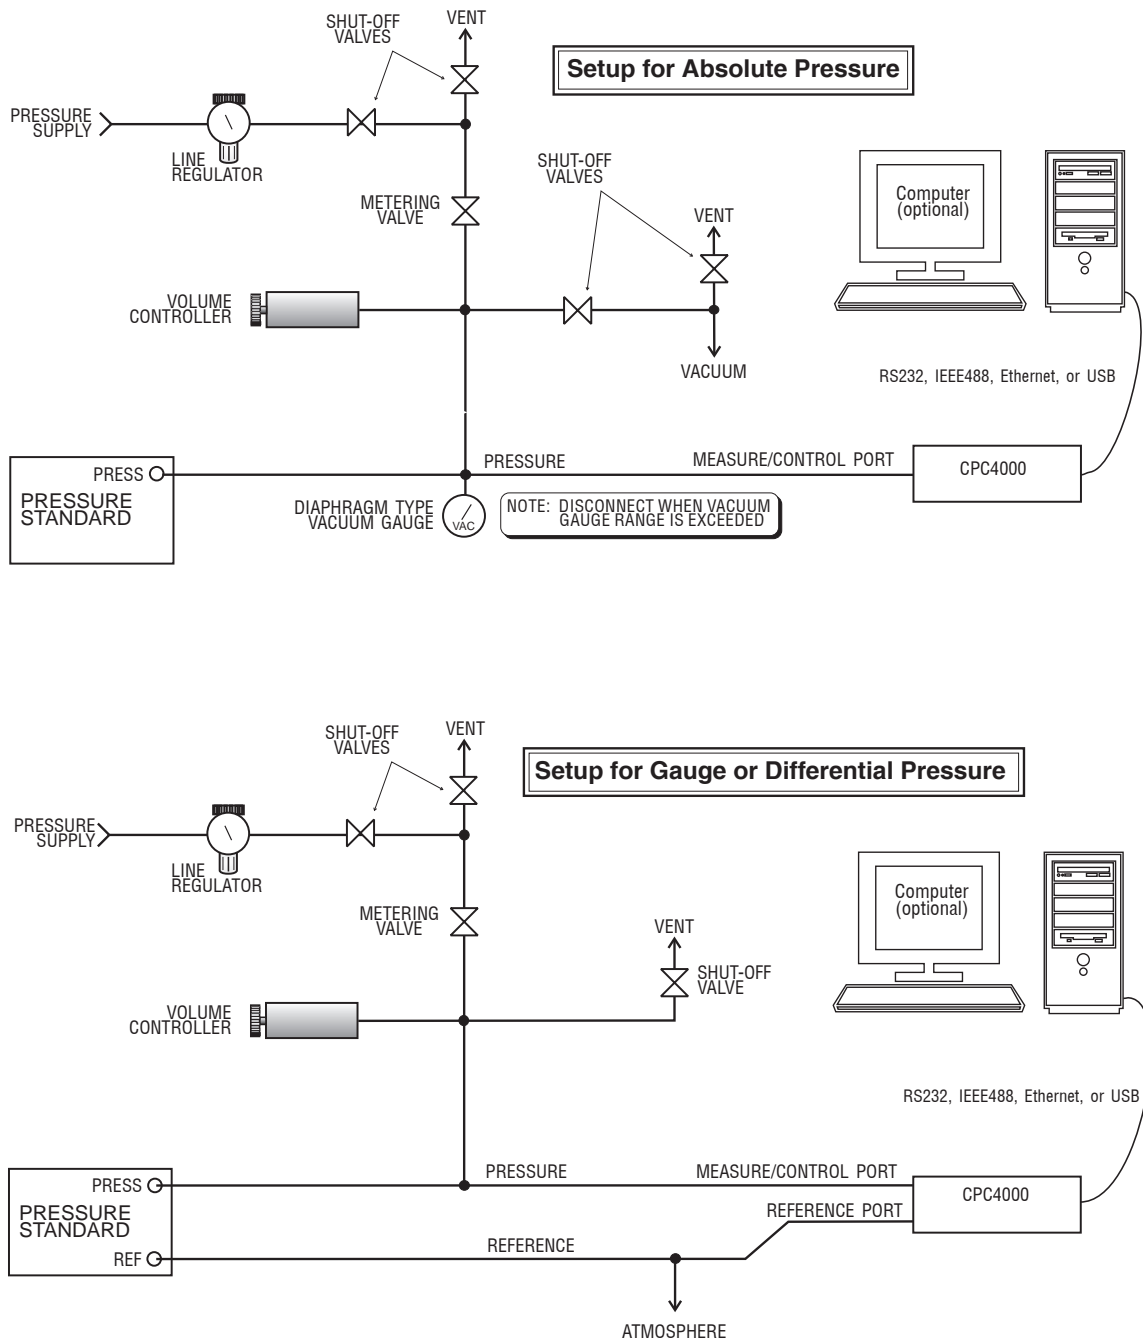 SHUT-OFF
VALVES
VENT
Setup for Absolute Pressure
PRESSURE
SUPPLY
LINE
REGULATOR
SHUT-OFF
VALVES
METERING
VALVE
VENT
Computer
(optional)
VOLUME
CONTROLLER
VACUUM
RS232, IEEE488, Ethernet, or USB
PRESS
PRESSURE
STANDARD
PRESSURE
MEASURE/CONTROL PORT
CPC4000
DIAPHRAGM TYPE
VACUUM GAUGE
VAC
NOTE: DISCONNECT WHEN VACUUM
GAUGE RANGE IS EXCEEDED
SHUT-OFF
VALVES
VENT
Setup for Gauge or Differential Pressure
PRESSURE
SUPPLY
LINE
REGULATOR
METERING
VALVE
VENT
SHUT-OFF
VALVE
Computer
(optional)
VOLUME
CONTROLLER
RS232, IEEE488, Ethernet, or USB
PRESS
PRESSURE
STANDARD
REF
PRESSURE
MEASURE/CONTROL PORT
CPC4000
REFERENCE PORT
REFERENCE
ATMOSPHERE